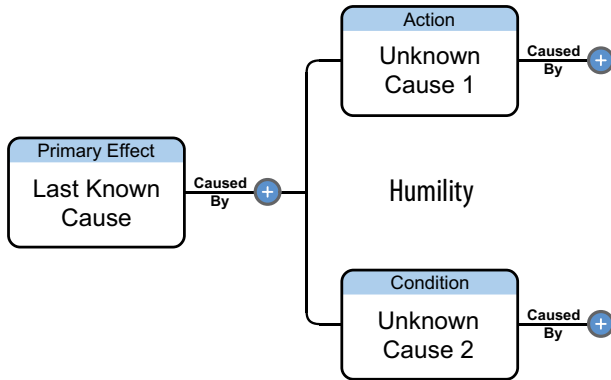 Action
Unknown
Cause 1
Caused
By
Primary Effect
Last Known
Cause
Caused
By
Humility
Condition
Unknown
Cause 2
Caused
By